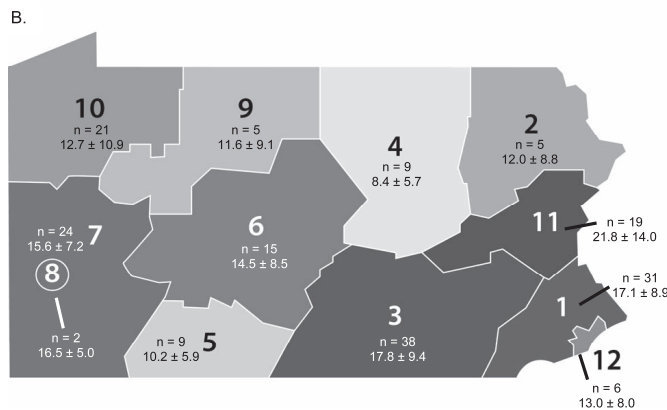 B.
10
n = 21
12.7 ± 10.9
9
n = 5
11.6 ± 9.1
4
n = 9
8.4 ± 5.7
2
n = 5
12.0 ± 8.8
11
n = 19
21.8 ± 14.0
n = 24
15.6 ± 7.2
7
8
n = 2
16.5 ± 5.0
6
n = 15
14.5 ± 8.5
n = 9
10.2 ± 5.9
5
3
n = 38
17.8 ± 9.4
1
n = 31
17.1 ± 8.9
12
n = 6
13.0 ± 8.0